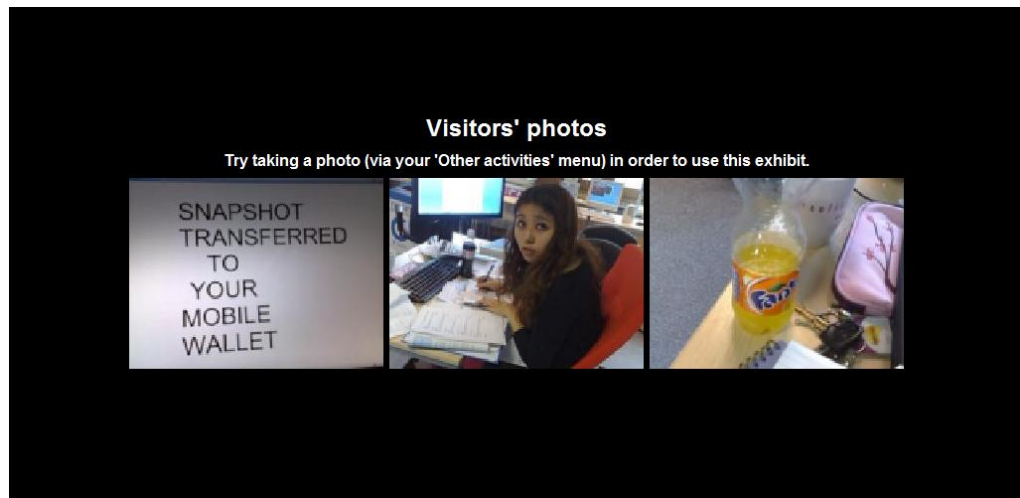 Visitors' photos
Try taking a photo (via your 'Other activities' menu) in order to use this exhibit.
SNAPSHOT
TRANSFERRED
TO
YOUR
MOBILE
WALLET
Fanta